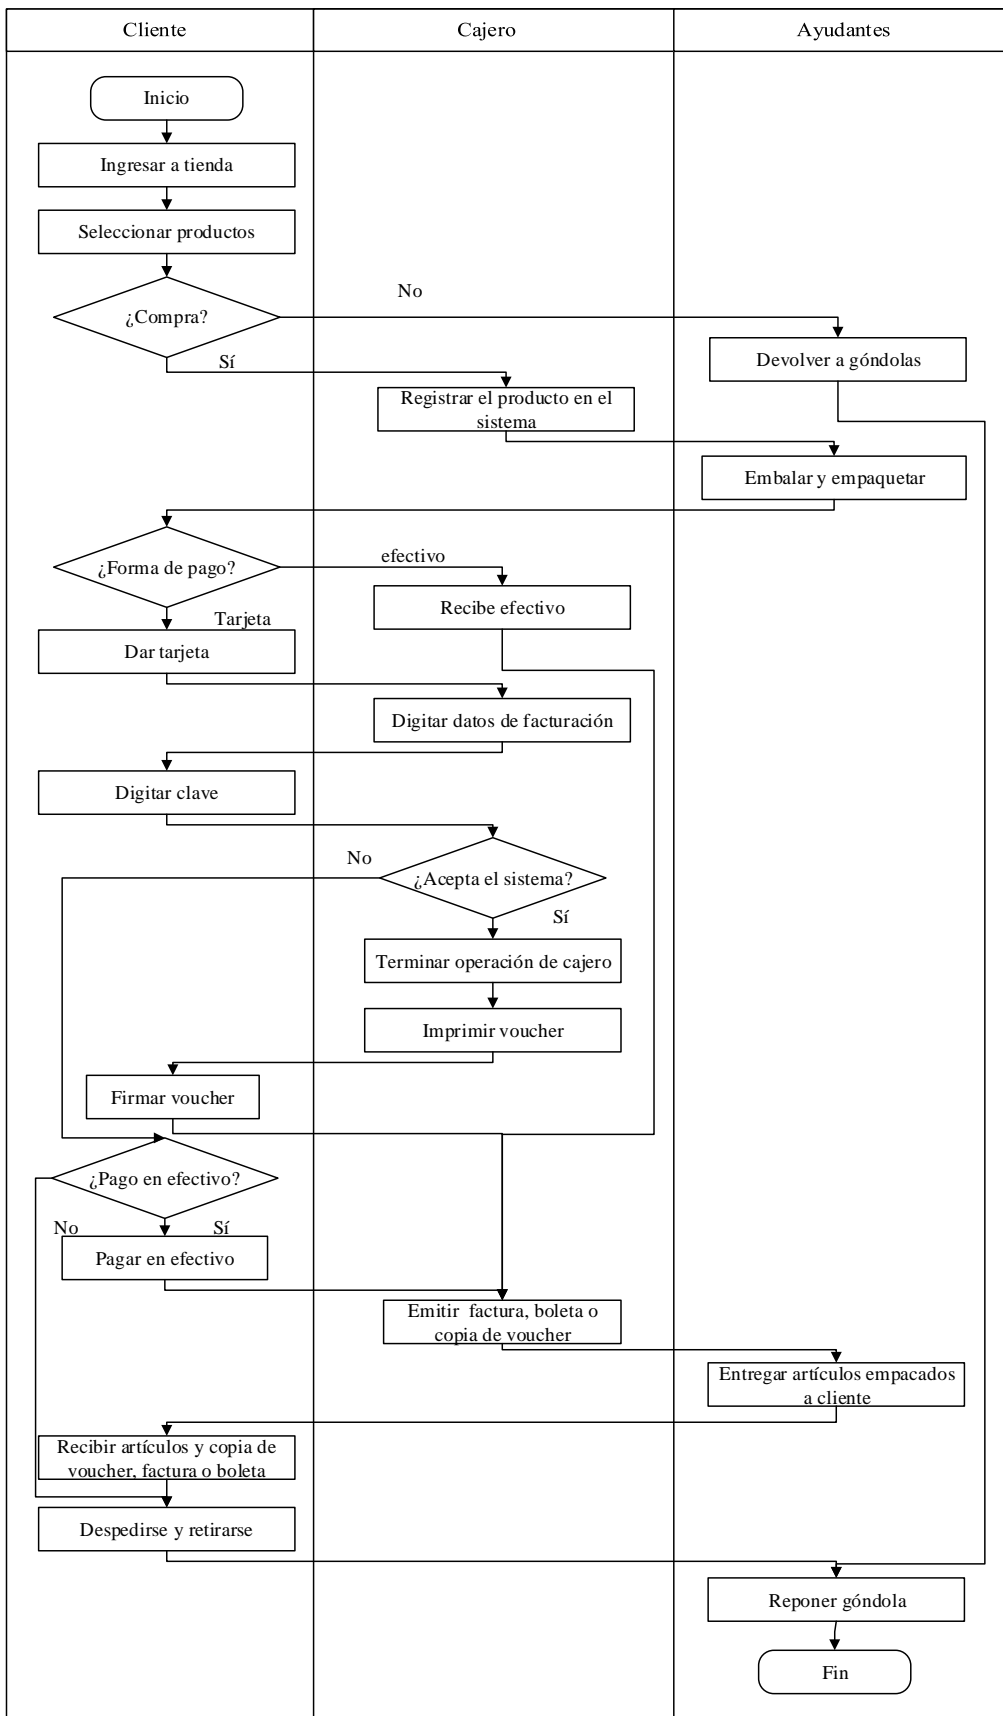 Cliente
Cajero
Ayudantes
Inicio
Ingresar a tienda
Seleccionar productos
No
¿Compra?
Sí
Devolver a góndolas
Registrar el producto en el
sistema
Embalar y empaquetar
efectivo
¿Forma de pago?
Recibe efectivo
Tarjeta
Dar tarjeta
Digitar datos de facturación
Digitar clave
No
¿Acepta el sistema?
Sí
Terminar operación de cajero
Imprimir voucher
Firmar voucher
¿Pago en efectivo?
No
Sí
Pagar en efectivo
Emitir factura, boleta o
copia de voucher
Entregar artículos empacados
a cliente
Recibir artículos y copia de
voucher, factura o boleta
Despedirse y retirarse
Reponer góndola
Fin